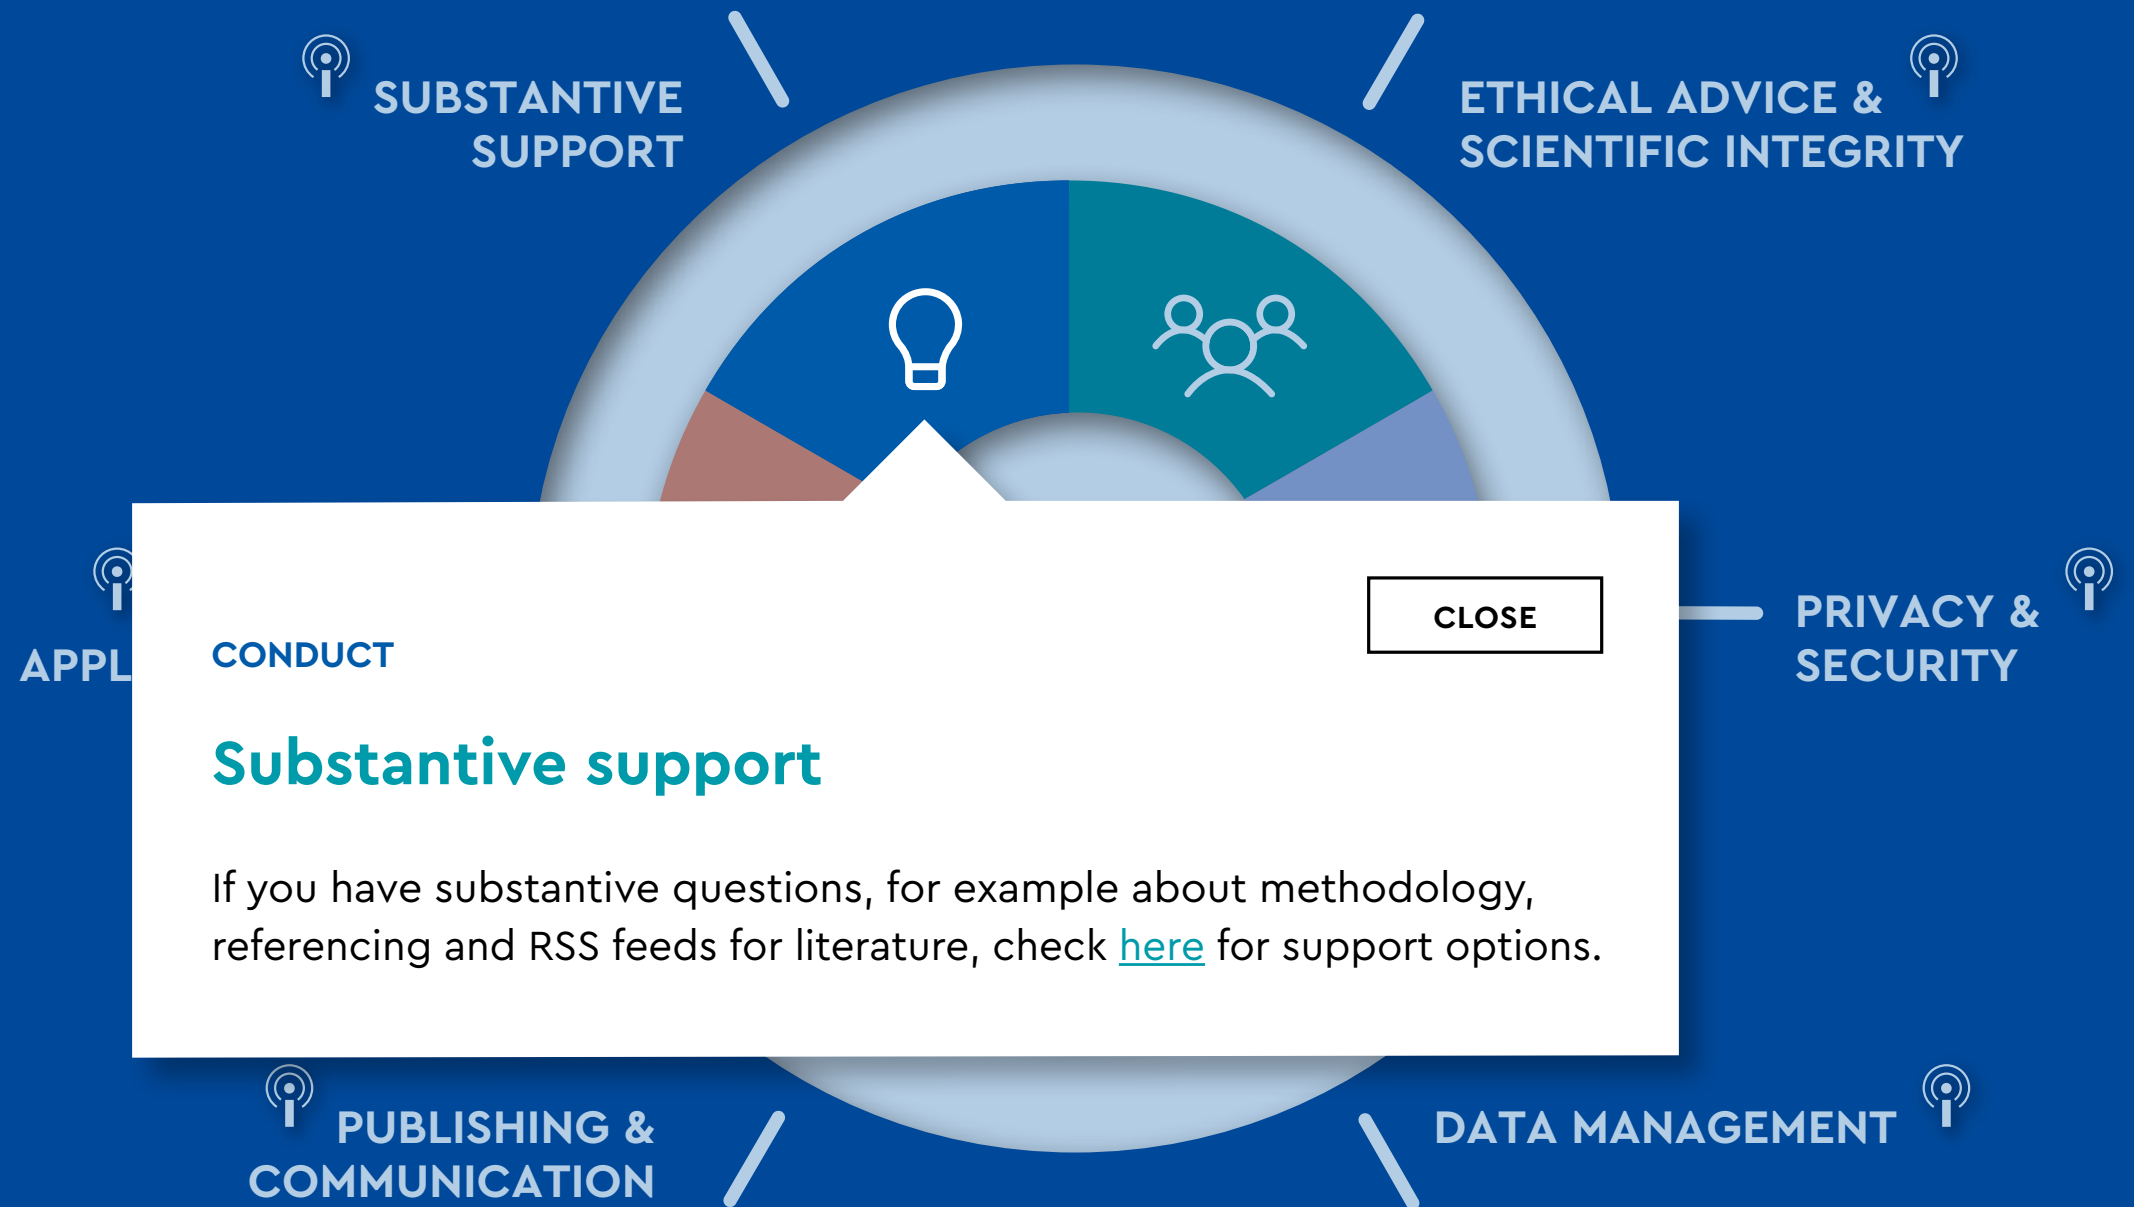 SUBSTANTIVE
SUPPORT
ETHICAL ADVICE &
SCIENTIFIC INTEGRITY
PRIVACY &
SECURITY
CLOSE
CONDUCT
Substantive support
If you have substantive questions, for example about methodology,
referencing and RSS feeds for literature, check here for support options.
PUBLISHING &
COMMUNICATION
DATA MANAGEMENT